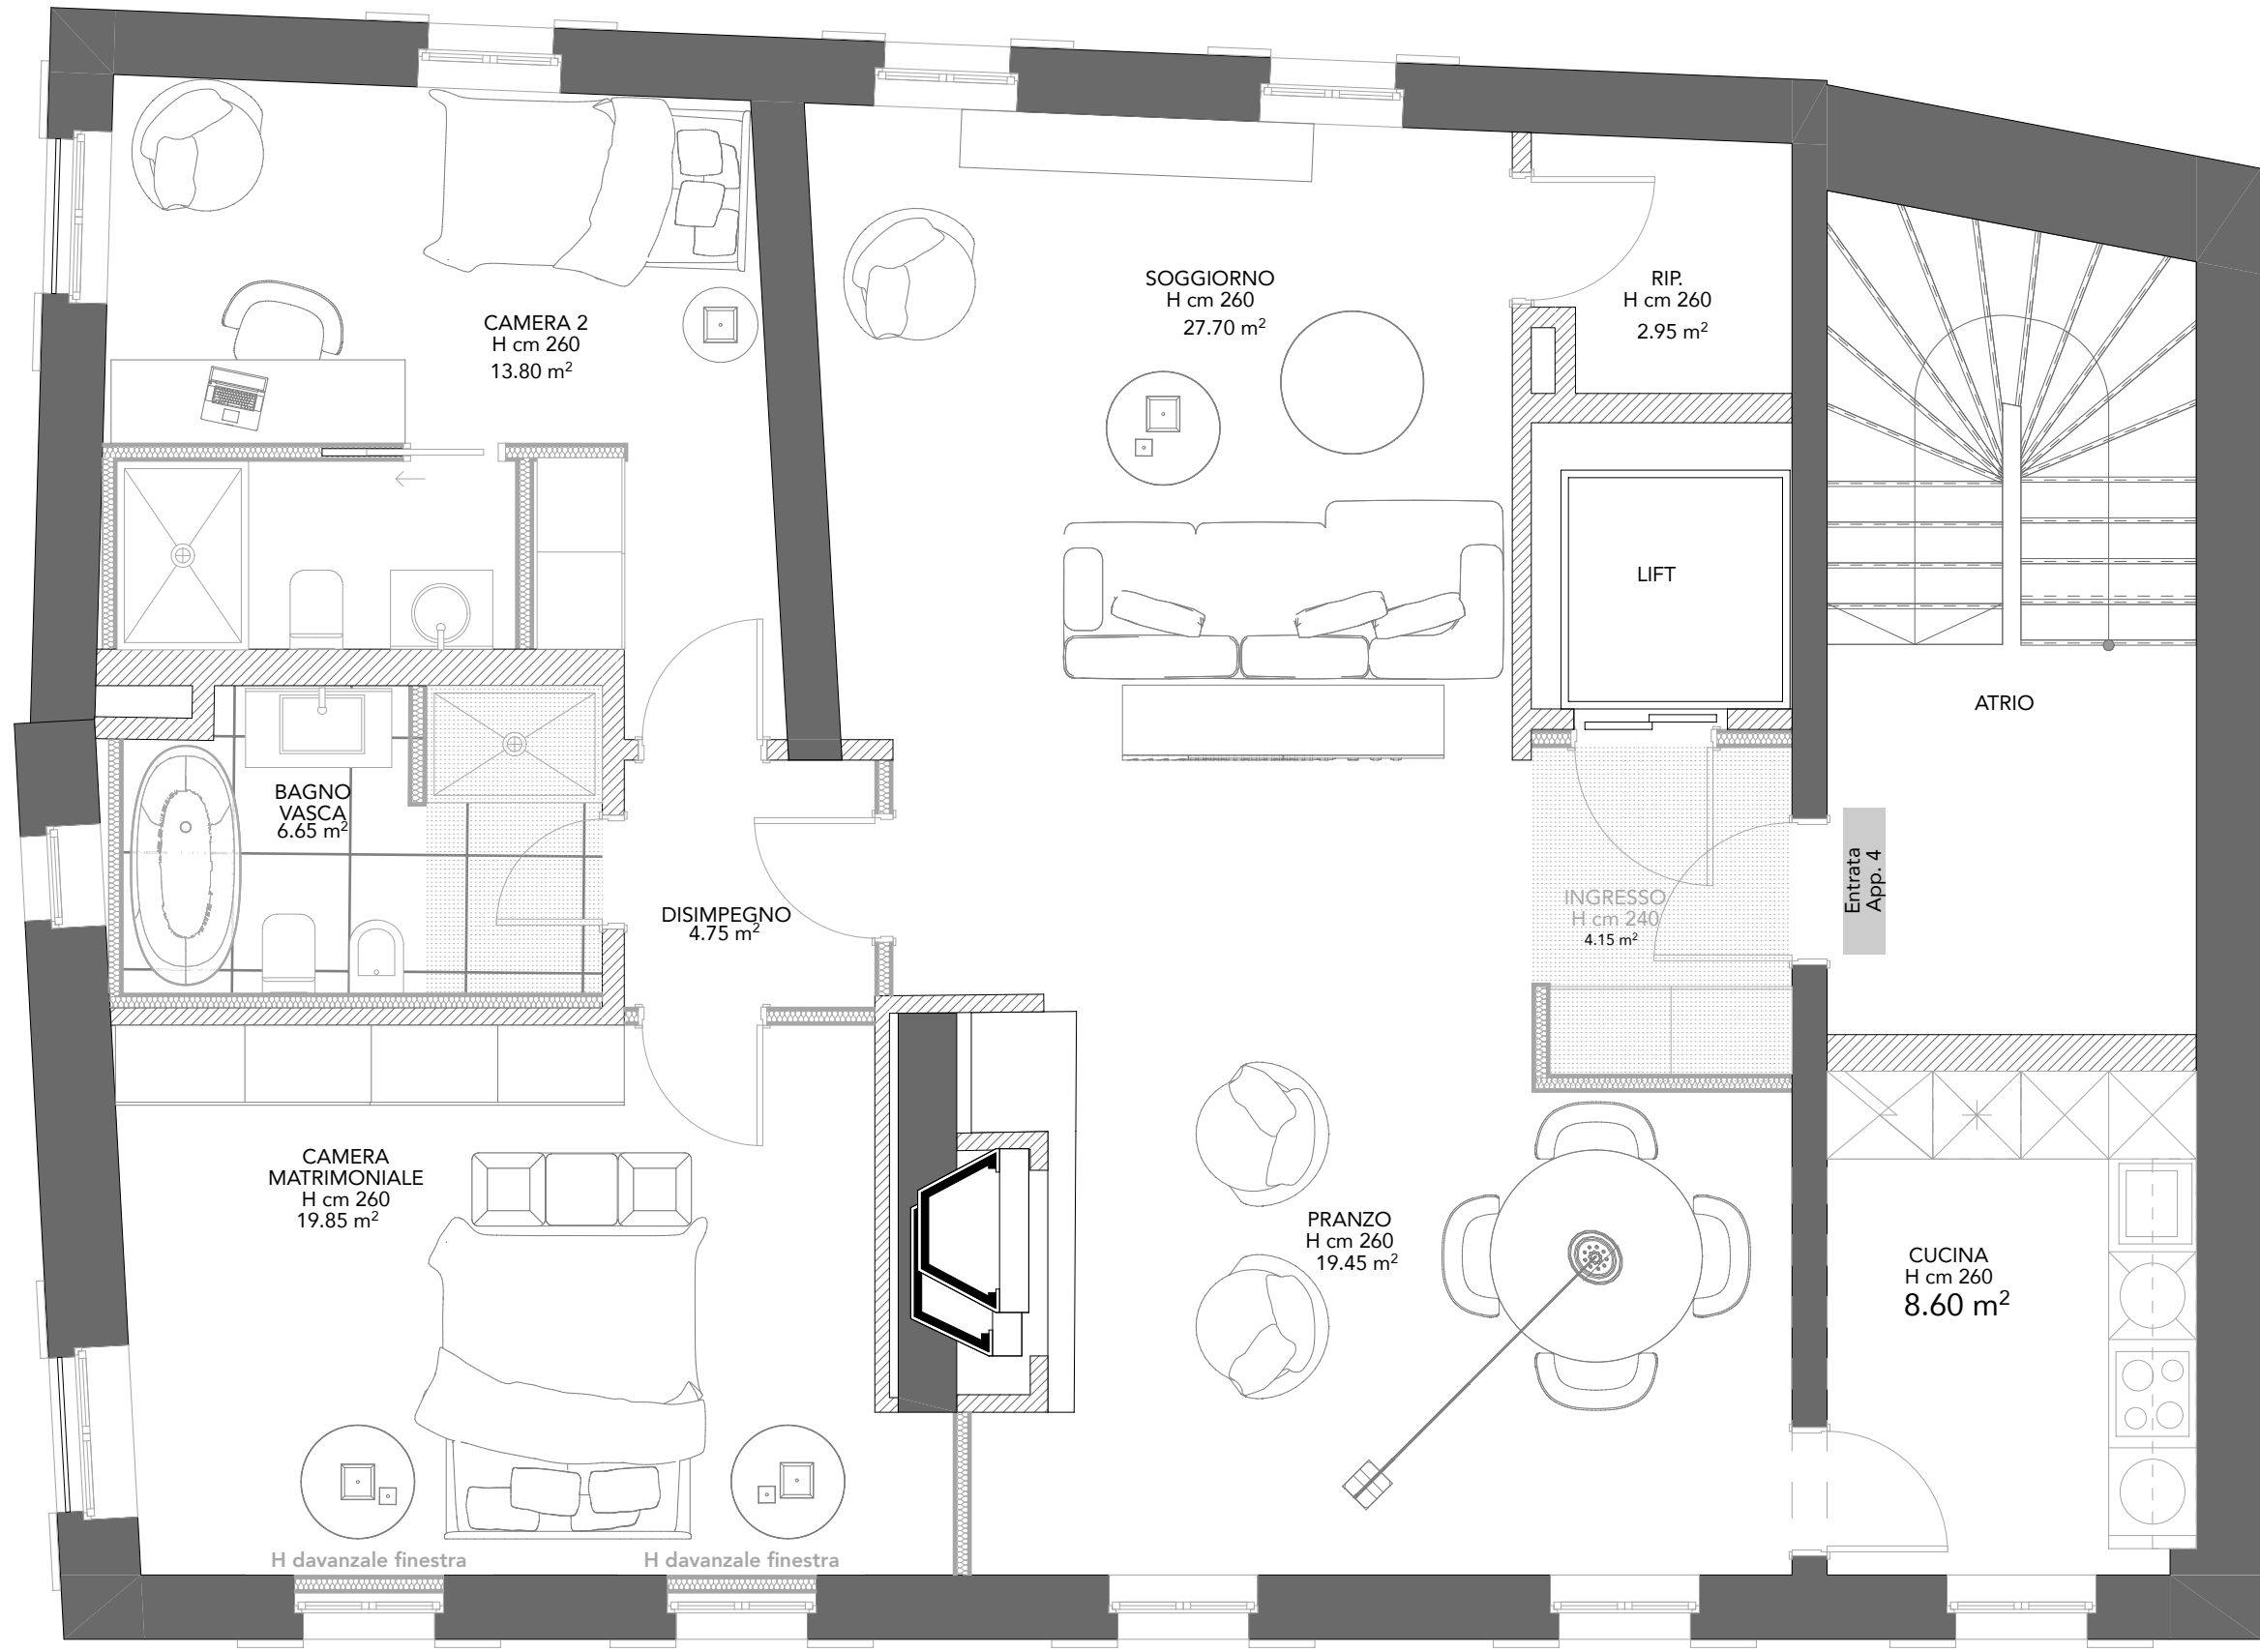 SOGGIORNO
H cm 260
27.70 m²
RIP.
H cm 260
2.95 m²
CAMERA 2
H cm 260
13.80 m²
LIFT
ATRIO
BAGNO
VASCA
6.65 m²
DISIMPEGNO
4.75 m²
INGRESSO
H cm 240
4.15 m²
Entrata
App. 4
CAMERA
MATRIMONIALE
H cm 260
19.85 m²
PRANZO
H cm 260
19.45 m²
CUCINA
H cm 260
8.60 m²
H davanzale finestra
H davanzale finestra